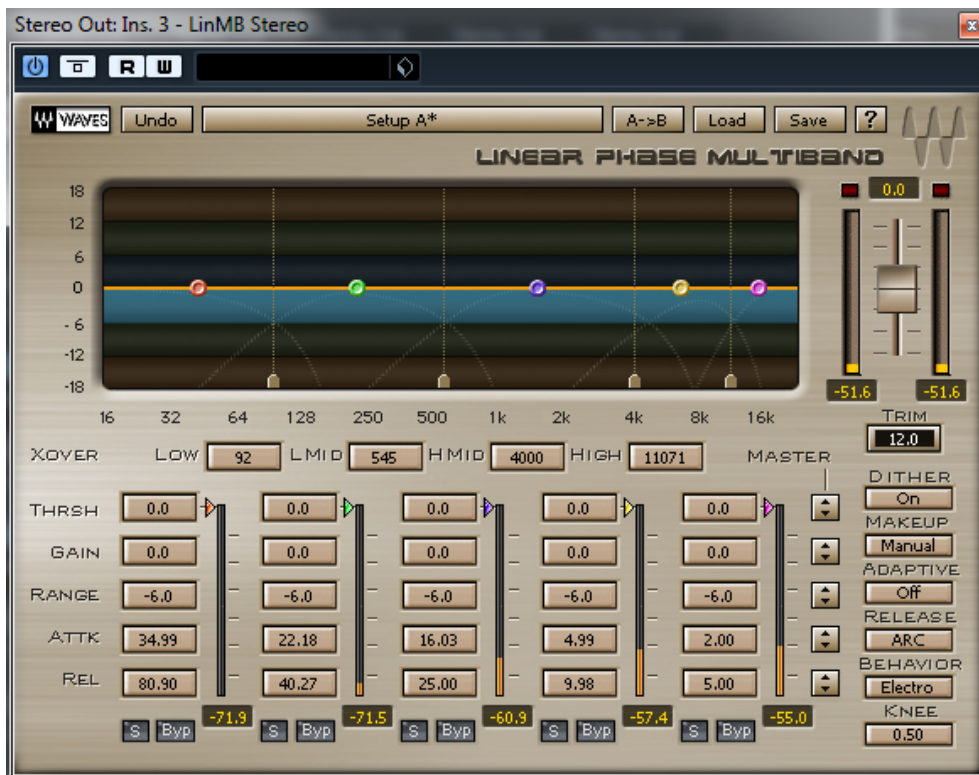 Stereo Out: Ins. 3 - LinMB Stereo
R W
WAVES Undo Setup A* A->B Load Save ?
LINEAR PHASE MULTIBAND
18 0.0
12
6
0
-6
-12
-18
-51.6 -51.6
16 32 64 128 250 500 1k 2k 4k 8k 16k
TRIM
12.0
XOVER LOW 92 LMID 545 HMID 4000 HIGH 11071 MASTER
DITHER
On
THRSH 0.0 0.0 0.0 0.0 0.0
MAKEUP
Manual
GAIN 0.0 0.0 0.0 0.0 0.0
ADAPTIVE
Off
RANGE -6.0 -6.0 -6.0 -6.0 -6.0
RELEASE
ARC
ATTK 34.99 22.18 16.03 4.99 2.00
BEHAVIOR
Electro
REL 80.90 40.27 25.00 9.98 5.00
KNEE
0.50
-71.9 -71.5 -60.9 -57.4 -55.0
S Byp S Byp S Byp S Byp S Byp